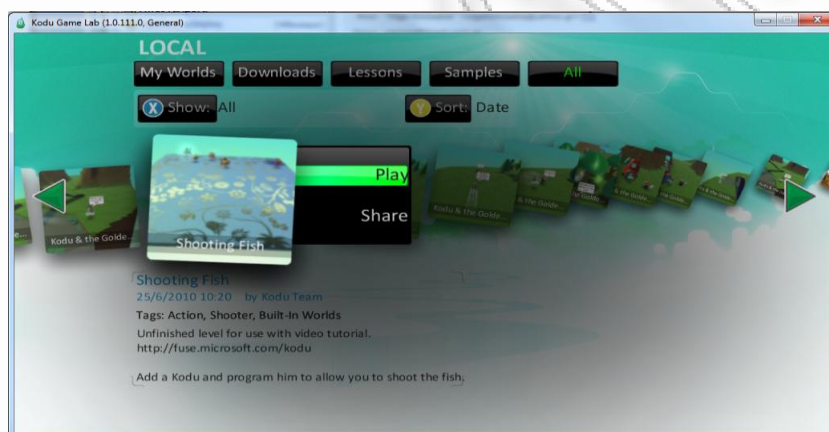 Kodu Game Lab (1.0.111.0, General)
LOCAL
My Worlds Downloads Lessons Samples All
X Show: All Y Sort: Date
Play
Share
Kodu & the Golde...
Shooting Fish
Kodu & the Golde...
Shooting Fish
25/6/2010 10:20 by Kodu Team
Tags: Action, Shooter, Built-In Worlds
Unfinished level for use with video tutorial.
http://fuse.microsoft.com/kodu
Add a Kodu and program him to allow you to shoot the fish.